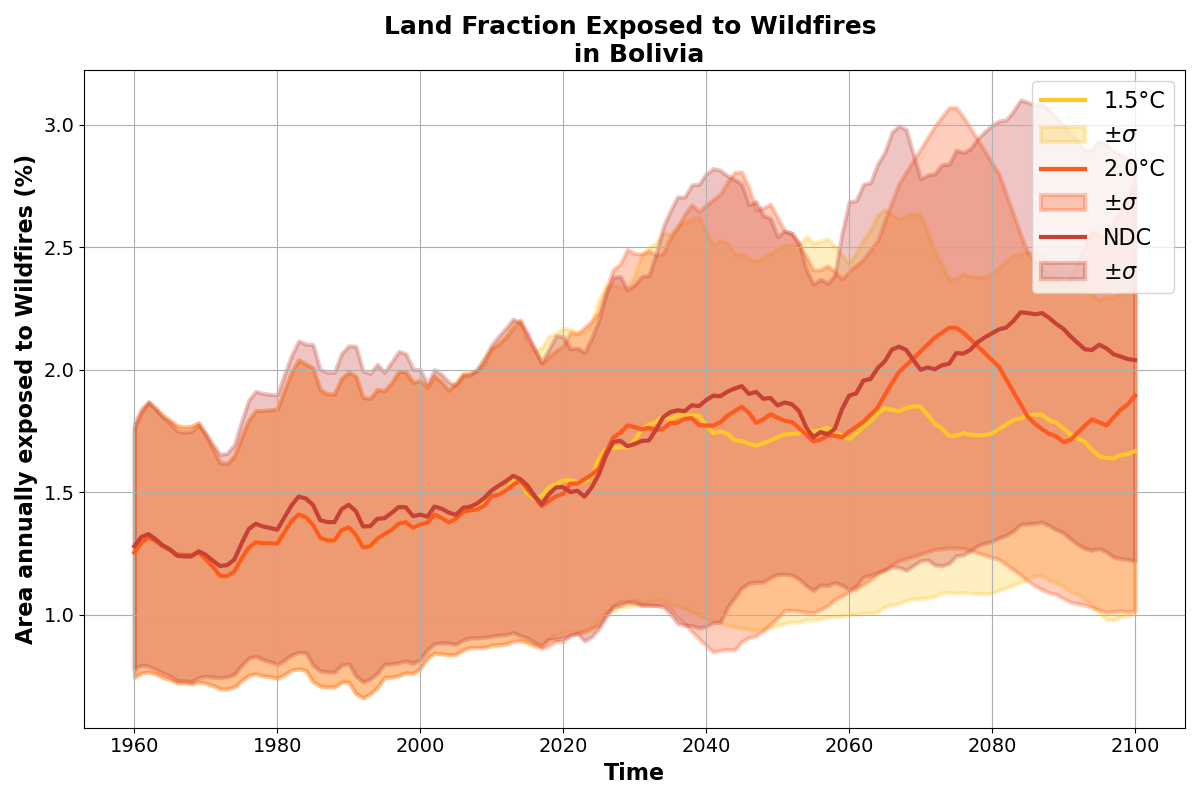 Land Fraction Exposed to Wildfires
in Bolivia
Area annually exposed to Wildfires (%)
3.0
2.5
2.0
1.5
1.0
1960
1980
2000
2020
2040
2060
2080
2100
Time
1.5°C
±σ
2.0°C
±σ
NDC
±σ